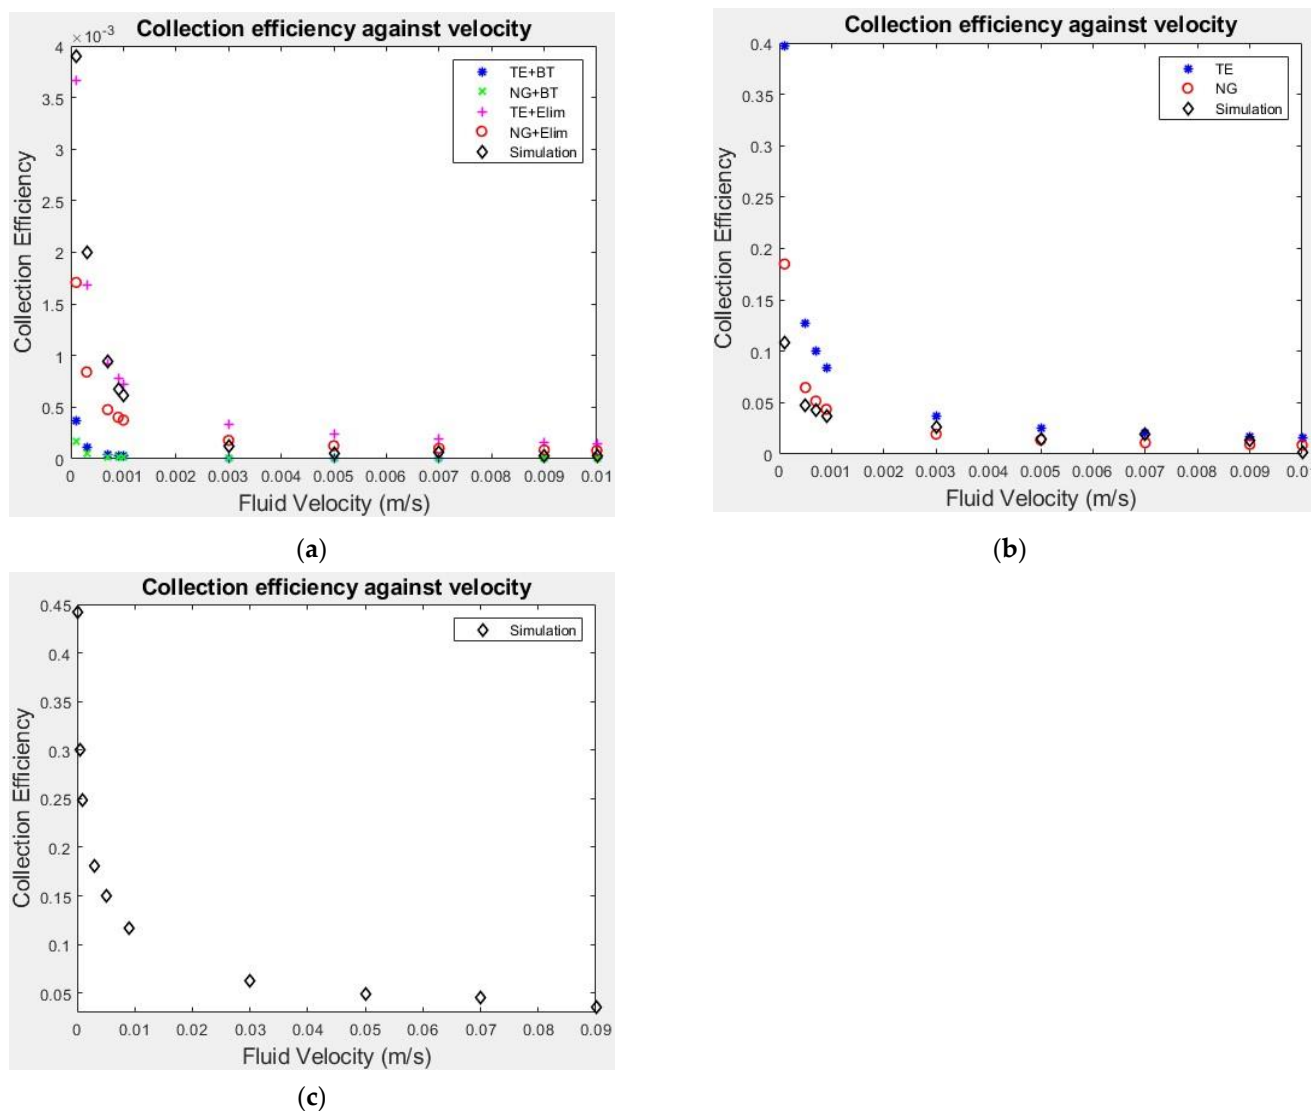 Collection efficiency against velocity
×10⁻³
4
3.5
3
2.5
2
1.5
1
0.5
0
Collection Efficiency
TE+BT
NG+BT
TE+Elim
NG+Elim
Simulation
0 0.001 0.002 0.003 0.004 0.005 0.006 0.007 0.008 0.009 0.01
Fluid Velocity (m/s)
(a)
Collection efficiency against velocity
0.4
0.35
0.3
0.25
0.2
0.15
0.1
0.05
0
Collection Efficiency
TE
NG
Simulation
0 0.001 0.002 0.003 0.004 0.005 0.006 0.007 0.008 0.009 0.01
Fluid Velocity (m/s)
(b)
Collection efficiency against velocity
0.45
0.4
0.35
0.3
0.25
0.2
0.15
0.1
0.05
Collection Efficiency
Simulation
0 0.01 0.02 0.03 0.04 0.05 0.06 0.07 0.08 0.09
Fluid Velocity (m/s)
(c)